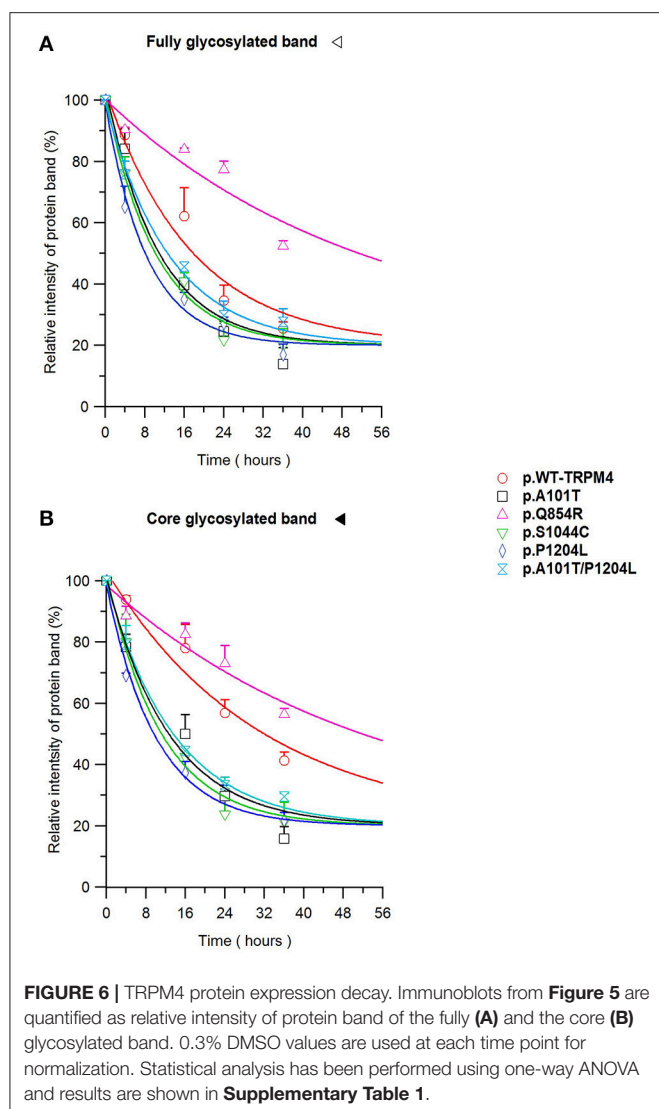 A
Fully glycosylated band
Relative intensity of protein band (%)
100
80
60
40
20
0
0 8 16 24 32 40 48 56
Time ( hours )
p.WT-TRPM4
p.A101T
p.Q854R
p.S1044C
p.P1204L
p.A101T/P1204L
B
Core glycosylated band
Relative intentsity of protein band (%)
100
80
60
40
20
0
0 8 16 24 32 40 48 56
Time ( hours )
FIGURE 6 | TRPM4 protein expression decay. Immunoblots from Figure 5 are
quantified as relative intensity of protein band of the fully (A) and the core (B)
glycosylated band. 0.3% DMSO values are used at each time point for
normalization. Statistical analysis has been performed using one-way ANOVA
and results are shown in Supplementary Table 1.